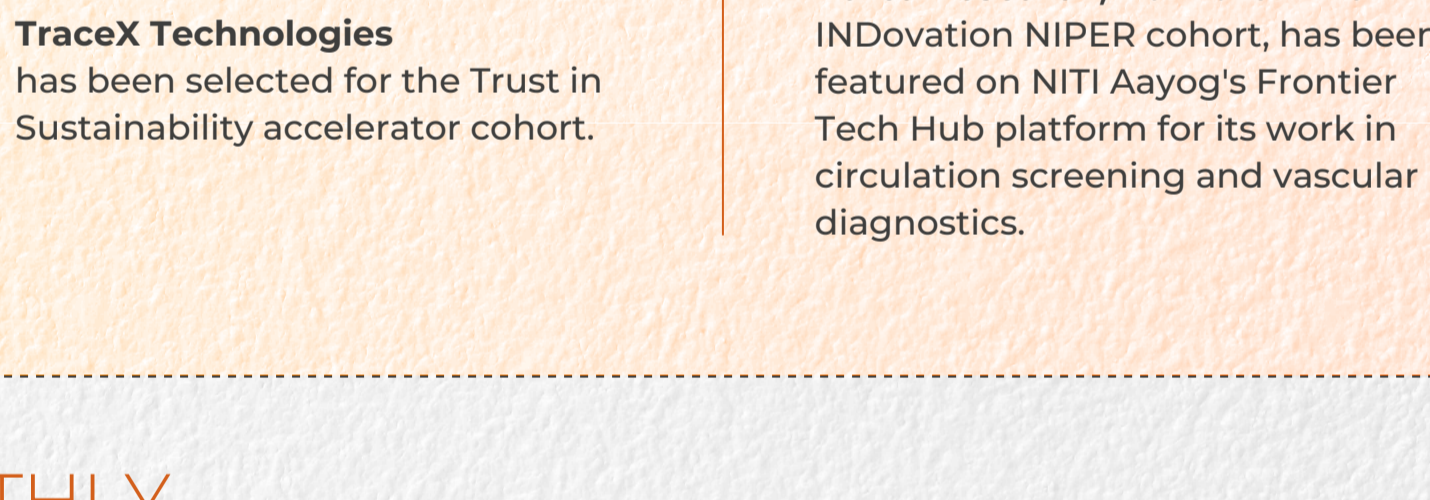 TraceX Technologies
has been selected for the Trust in
Sustainability accelerator cohort.
INDovation NIPER cohort, has been
featured on NITI Aayog's Frontier
Tech Hub platform for its work in
circulation screening and vascular
diagnostics.
THLY